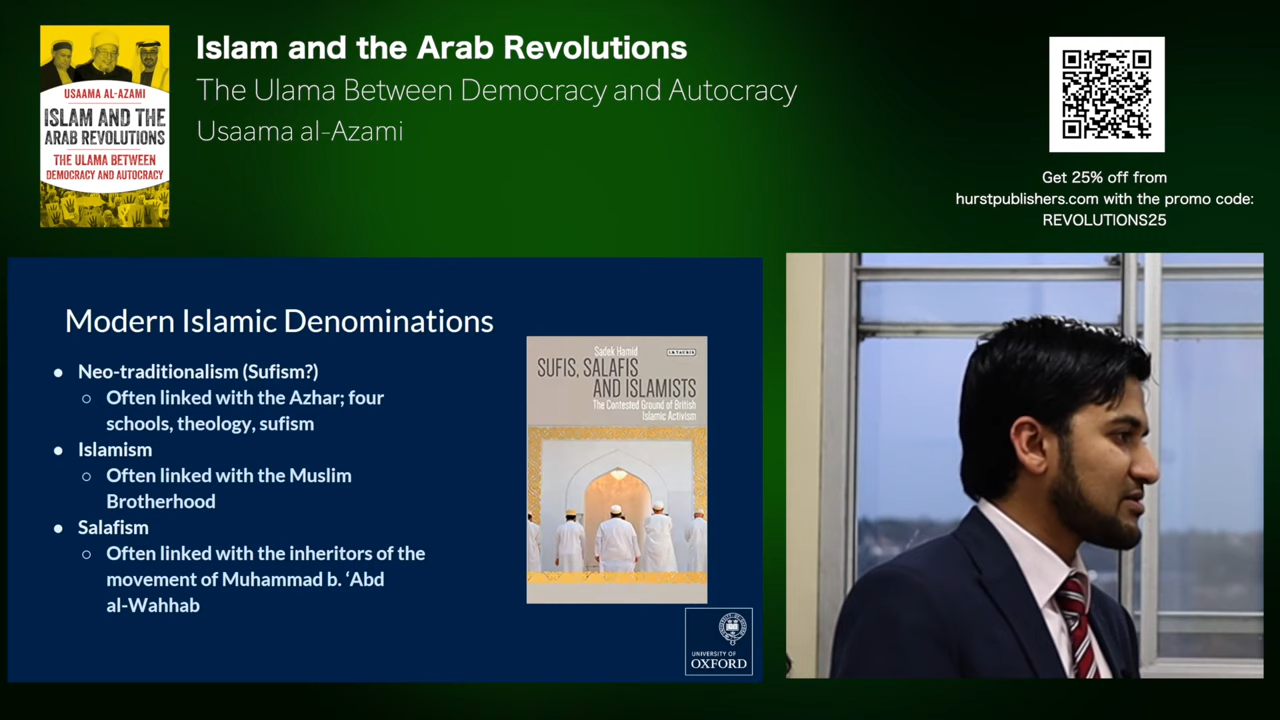 Islam and the Arab Revolutions
The Ulama Between Democracy and Autocracy
Usaama al-Azami
USAAMA AL-AZAMI
ISLAM AND THE
ARAB REVOLUTIONS
THE ULAMA BETWEEN
DEMOCRACY AND AUTOCRACY
Get 25% off from
hurstpublishers.com with the promo code:
REVOLUTIONS25
Modern Islamic Denominations
● Neo-traditionalism (Sufism?)
○ Often linked with the Azhar; four
schools, theology, sufism
● Islamism
○ Often linked with the Muslim
Brotherhood
● Salafism
○ Often linked with the inheritors of the
movement of Muhammad b. ‘Abd
al-Wahhab
Sadek Hamid
SUFIS, SALAFIS
AND ISLAMISTS
The Contested Ground of British
Islamic Activism
UNIVERSITY OF
OXFORD